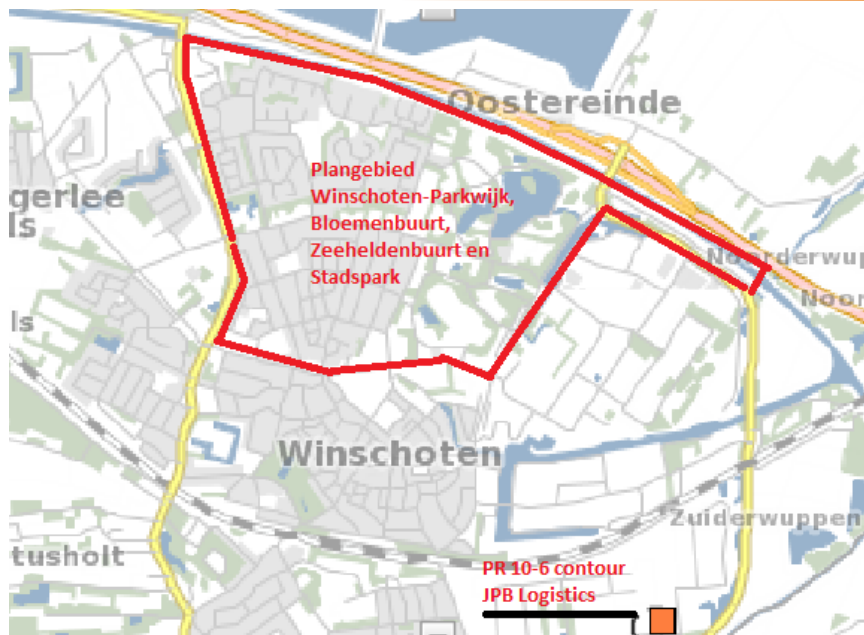 Oostereinde
Plangebied
Winschoten-Parkwijk,
Bloemenbuurt,
Zeeheldenbuurt en
Stadspark
gerlee
ls
Noorderwup
Noor
ls
Winschoten
Zuiderwuppen
tusholt
PR 10-6 contour
JPB Logistics